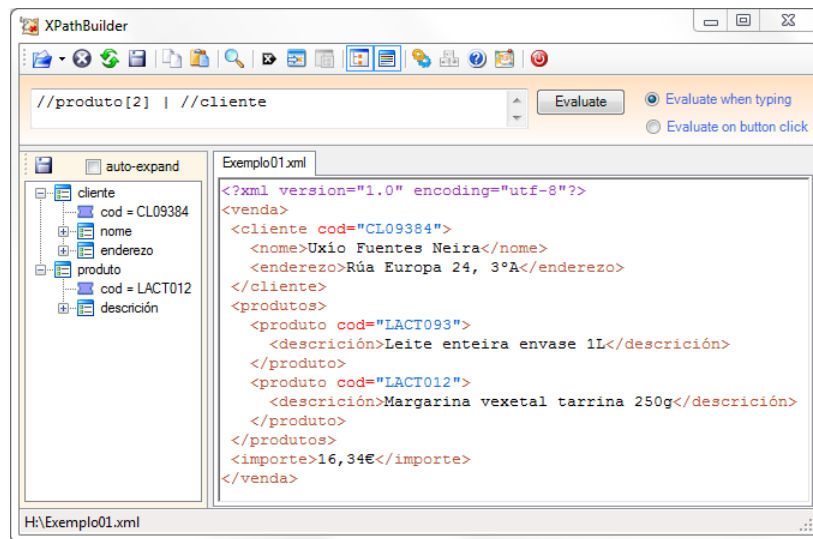 XPathBuilder
//produto[2] | //cliente
Evaluate
Evaluate when typing
Evaluate on button click
auto-expand
cliente
cod = CL09384
nome
enderezo
produto
cod = LACT012
descrición
Exemplo01.xml
<?xml version="1.0" encoding="utf-8"?>
<venda>
<cliente cod="CL09384">
<nome>Uxío Fuentes Neira</nome>
<enderezo>Rúa Europa 24, 3ºA</enderezo>
</cliente>
<produtos>
<produto cod="LACT093">
<descrición>Leite enteira envase 1L</descrición>
</produto>
<produto cod="LACT012">
<descrición>Margarina vexetal tarrina 250g</descrición>
</produto>
</produtos>
<importe>16,34€</importe>
</venda>
H:\Exemplo01.xml